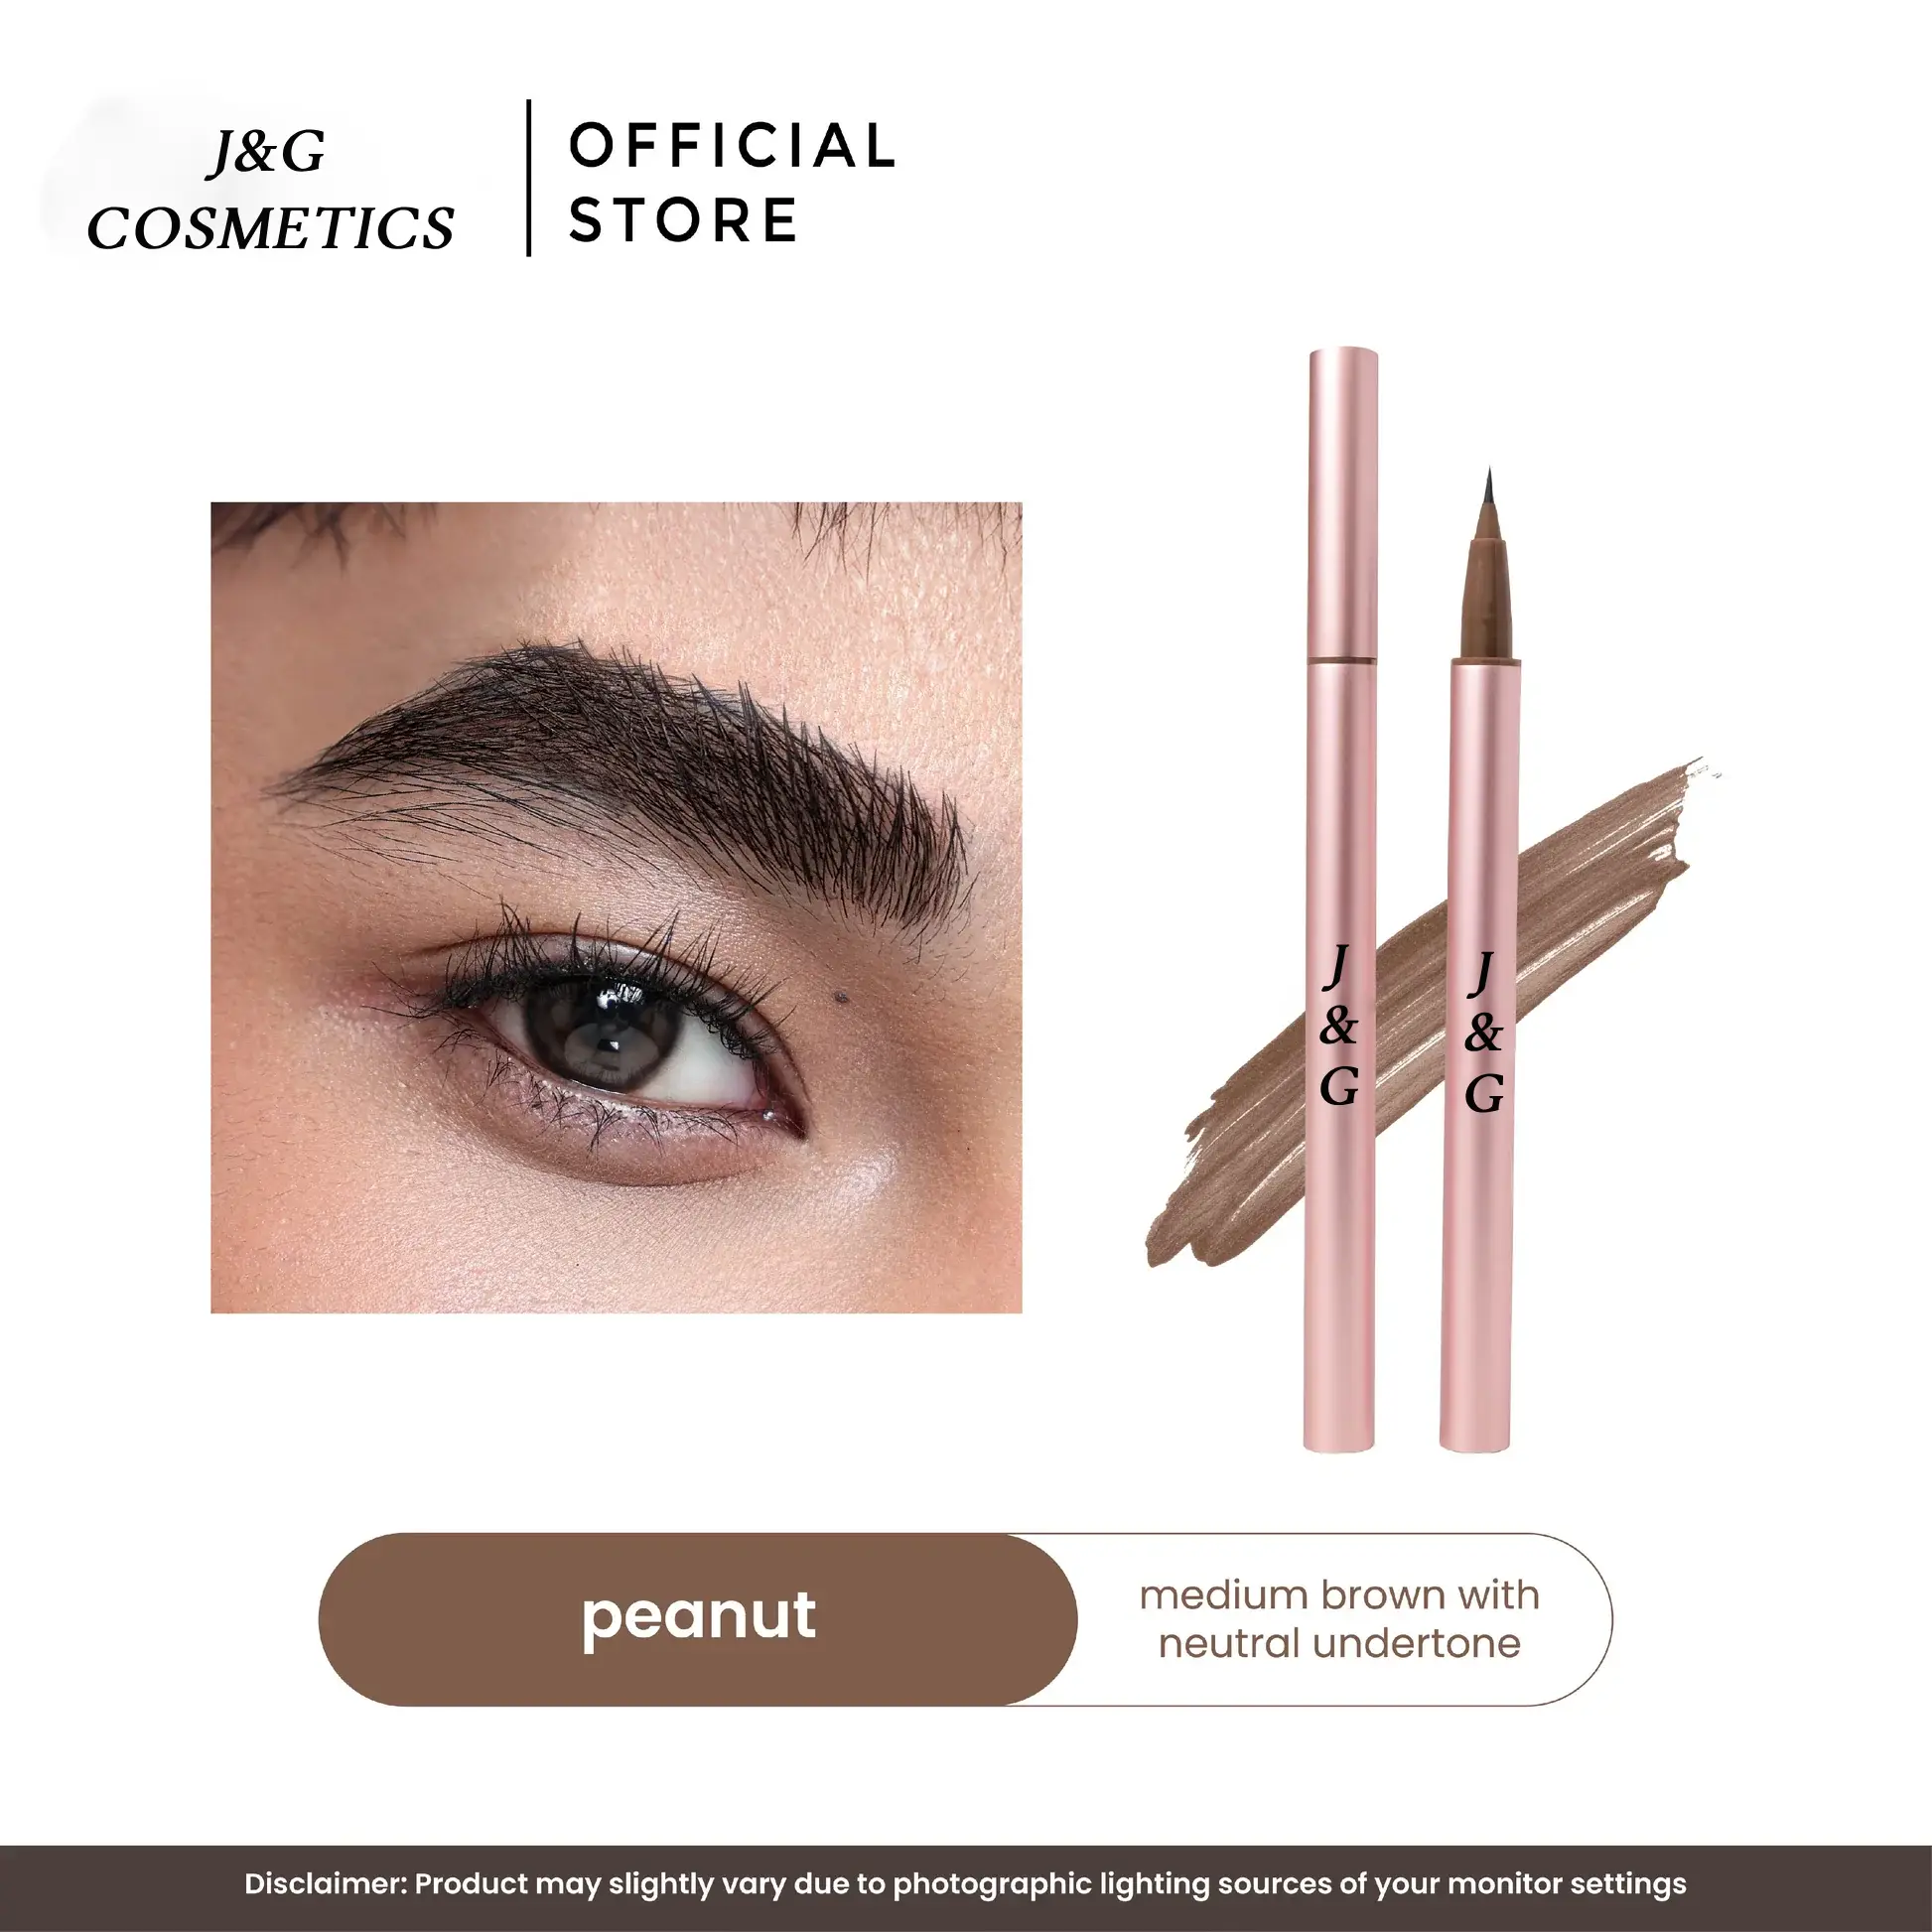 J&G
COSMETICS
OFFICIAL
STORE
J
&
G
J
&
G
peanut
medium brown with
neutral undertone
Disclaimer: Product may slightly vary due to photographic lighting sources of your monitor settings